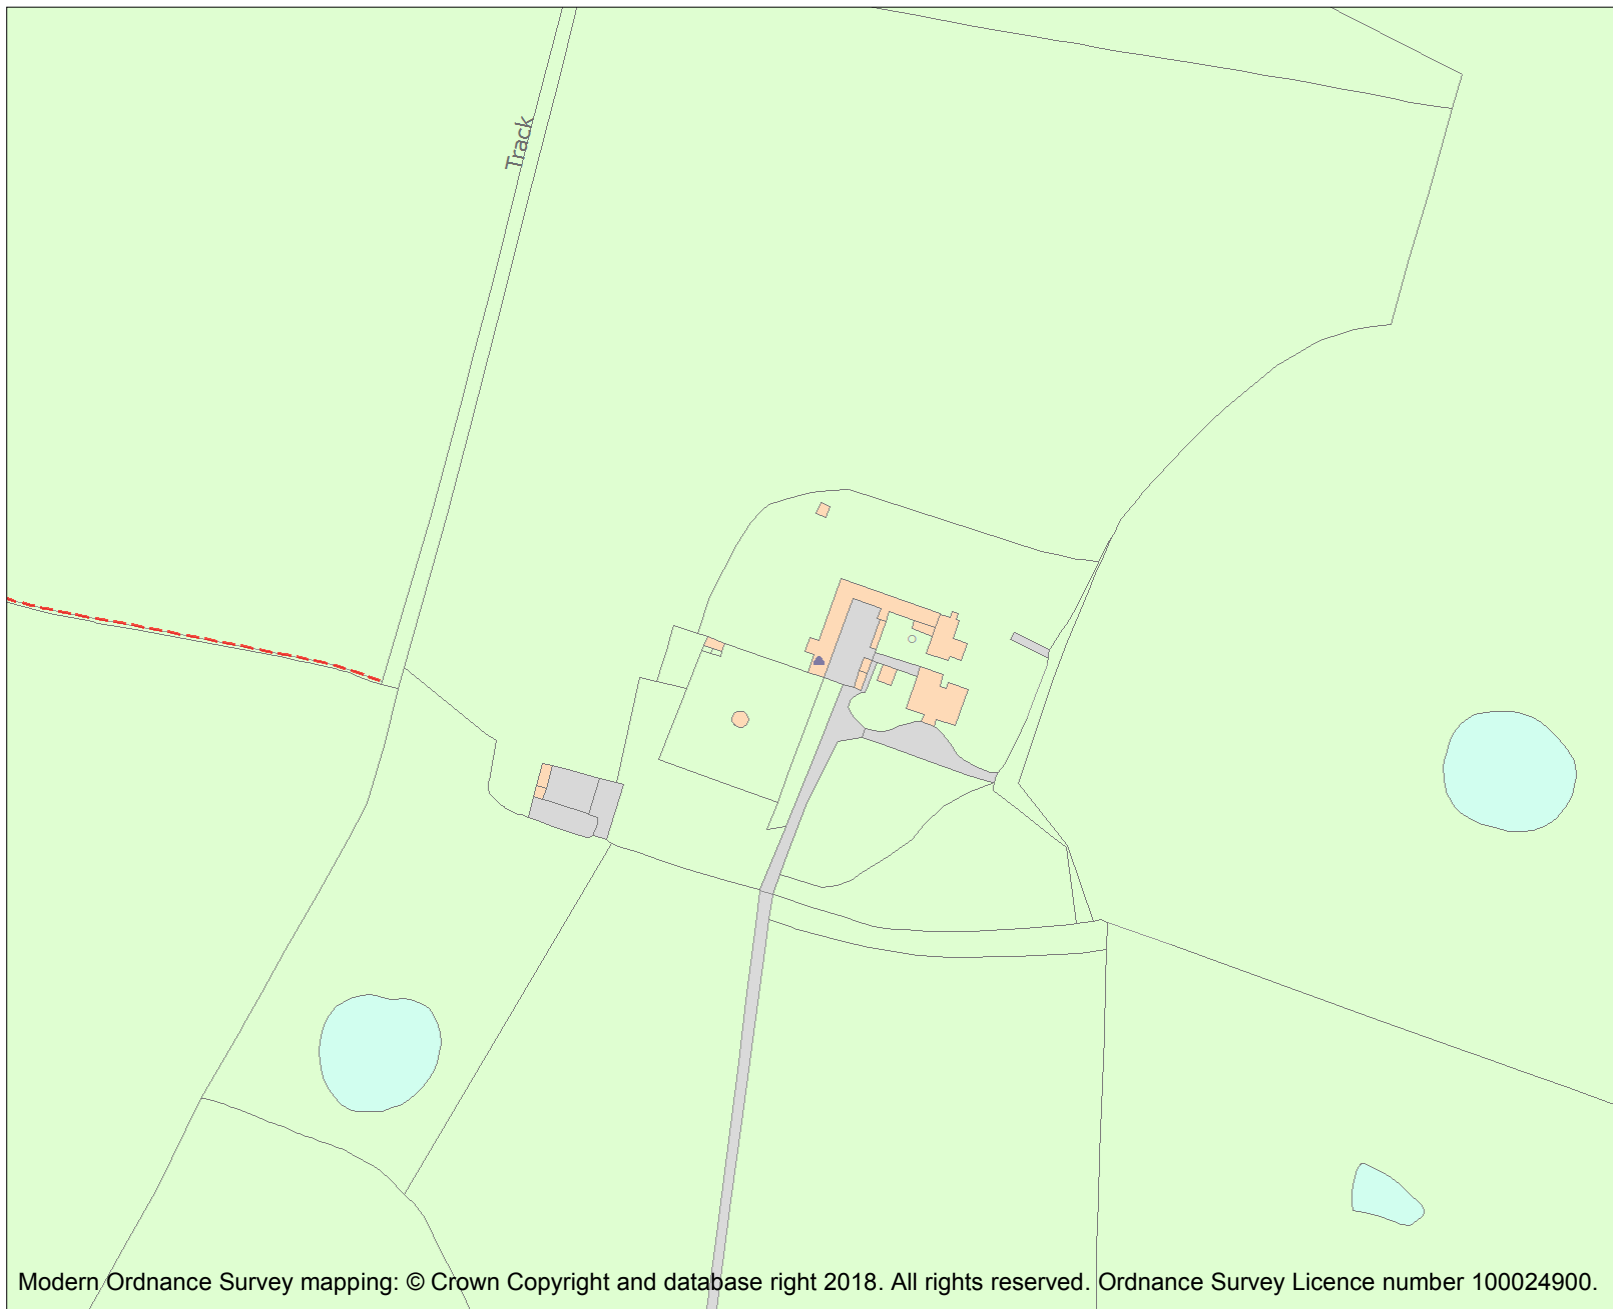 Track
Modern Ordnance Survey mapping: © Crown Copyright and database right 2018. All rights reserved. Ordnance Survey Licence number 100024900.